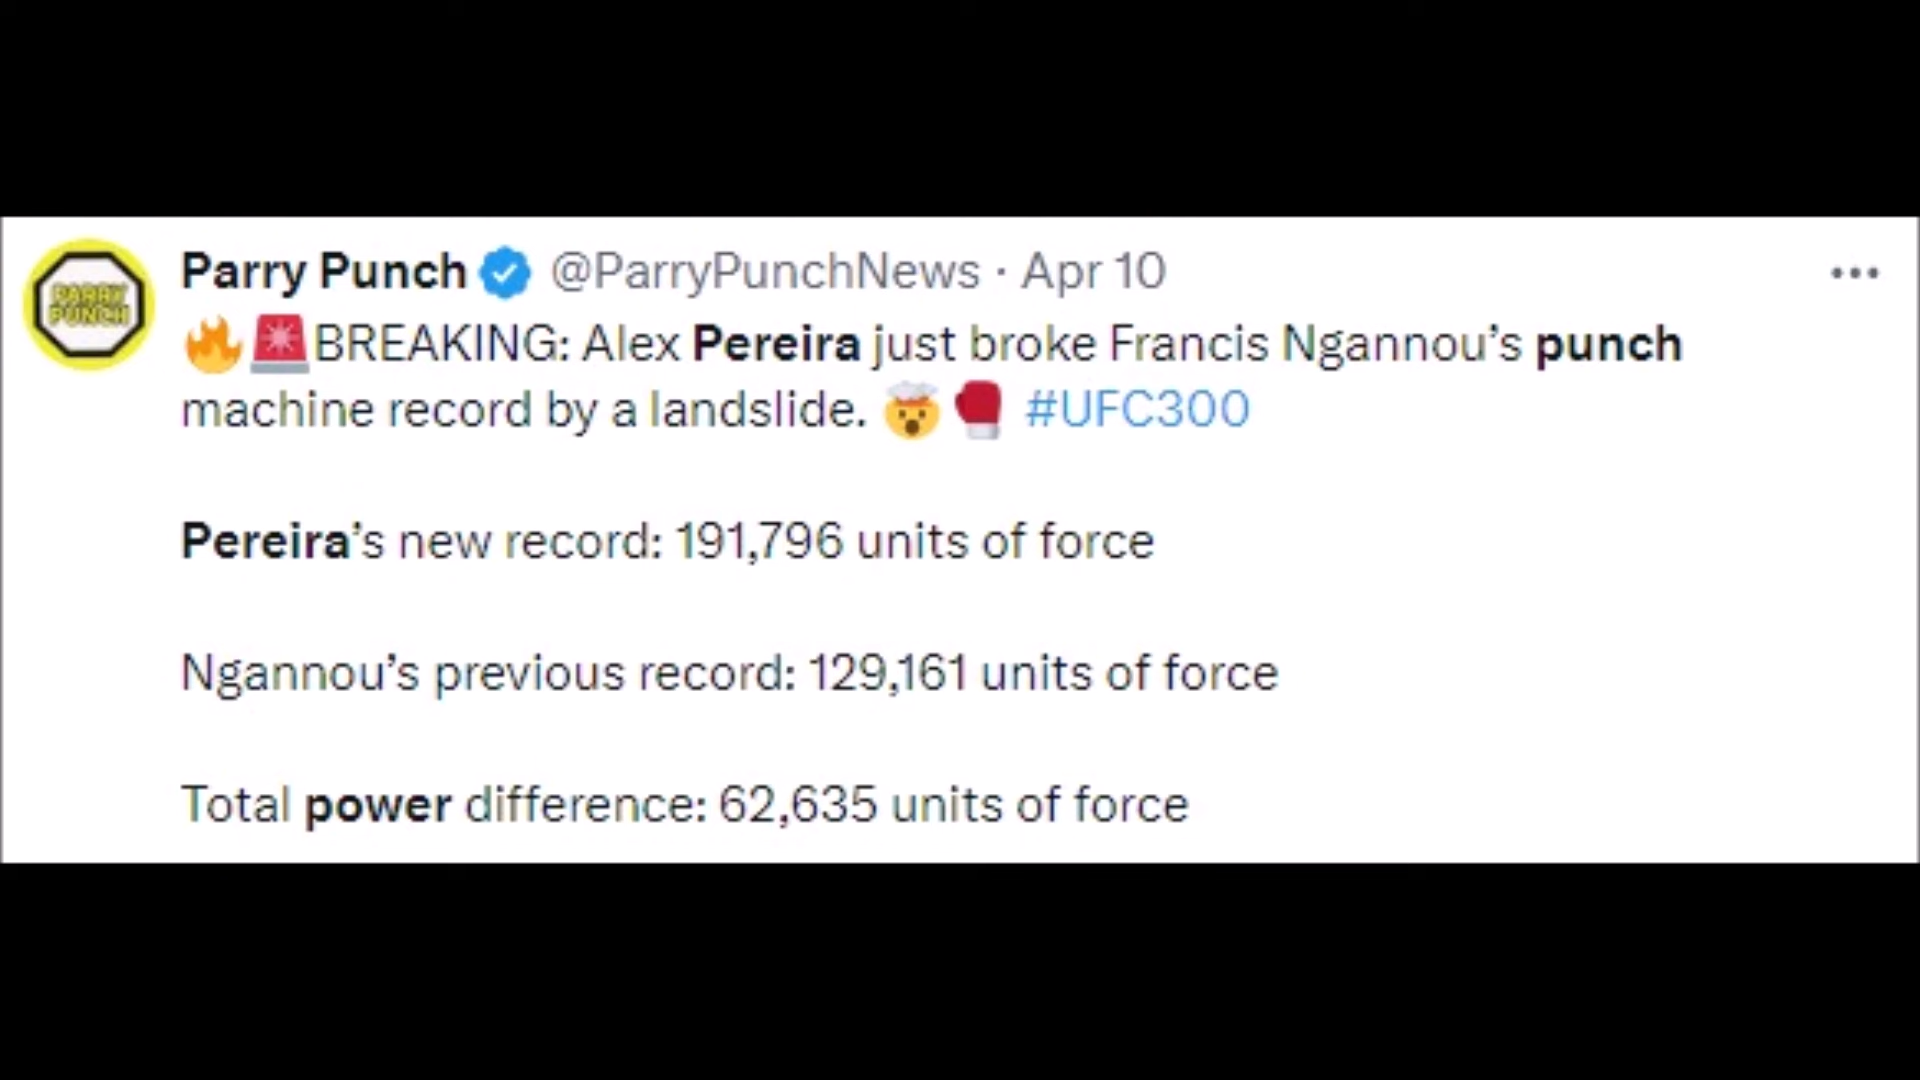 PARRY
PUNCH
Parry Punch @ParryPunchNews · Apr 10
🔥🚨BREAKING: Alex Pereira just broke Francis Ngannou’s punch
machine record by a landslide. 🤯🥊 #UFC300
Pereira’s new record: 191,796 units of force
Ngannou’s previous record: 129,161 units of force
Total power difference: 62,635 units of force